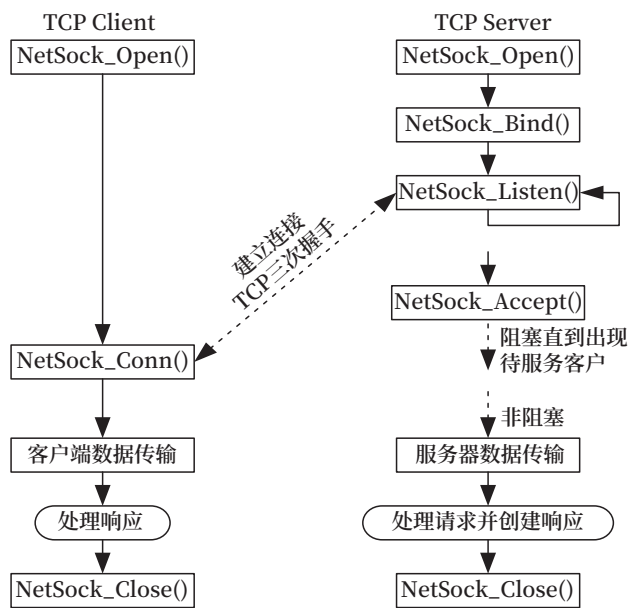 TCP Client
NetSock_Open()
建立连接
TCP三次握手
NetSock_Conn()
客户端数据传输
处理响应
NetSock_Close()
TCP Server
NetSock_Open()
NetSock_Bind()
NetSock_Listen()
NetSock_Accept()
阻塞直到出现
待服务客户
非阻塞
服务器数据传输
处理请求并创建响应
NetSock_Close()